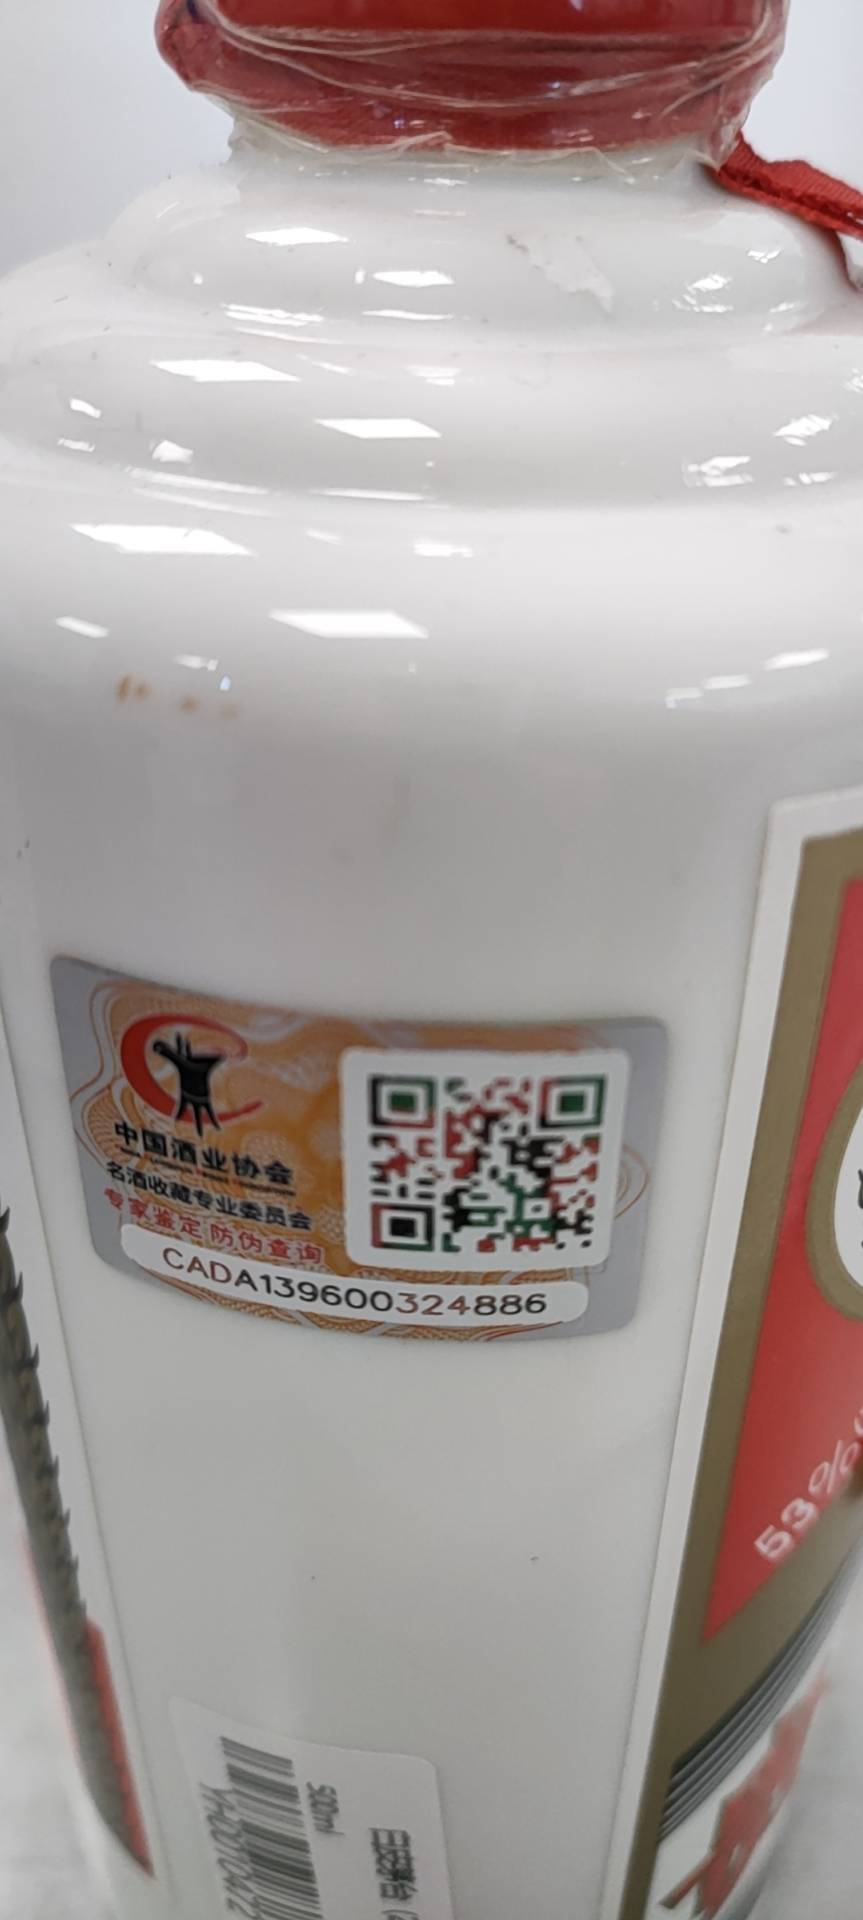 中国酒业协会
名酒收藏专业委员会
专家鉴定 防伪查询
CADA139600324886
53%
500ml